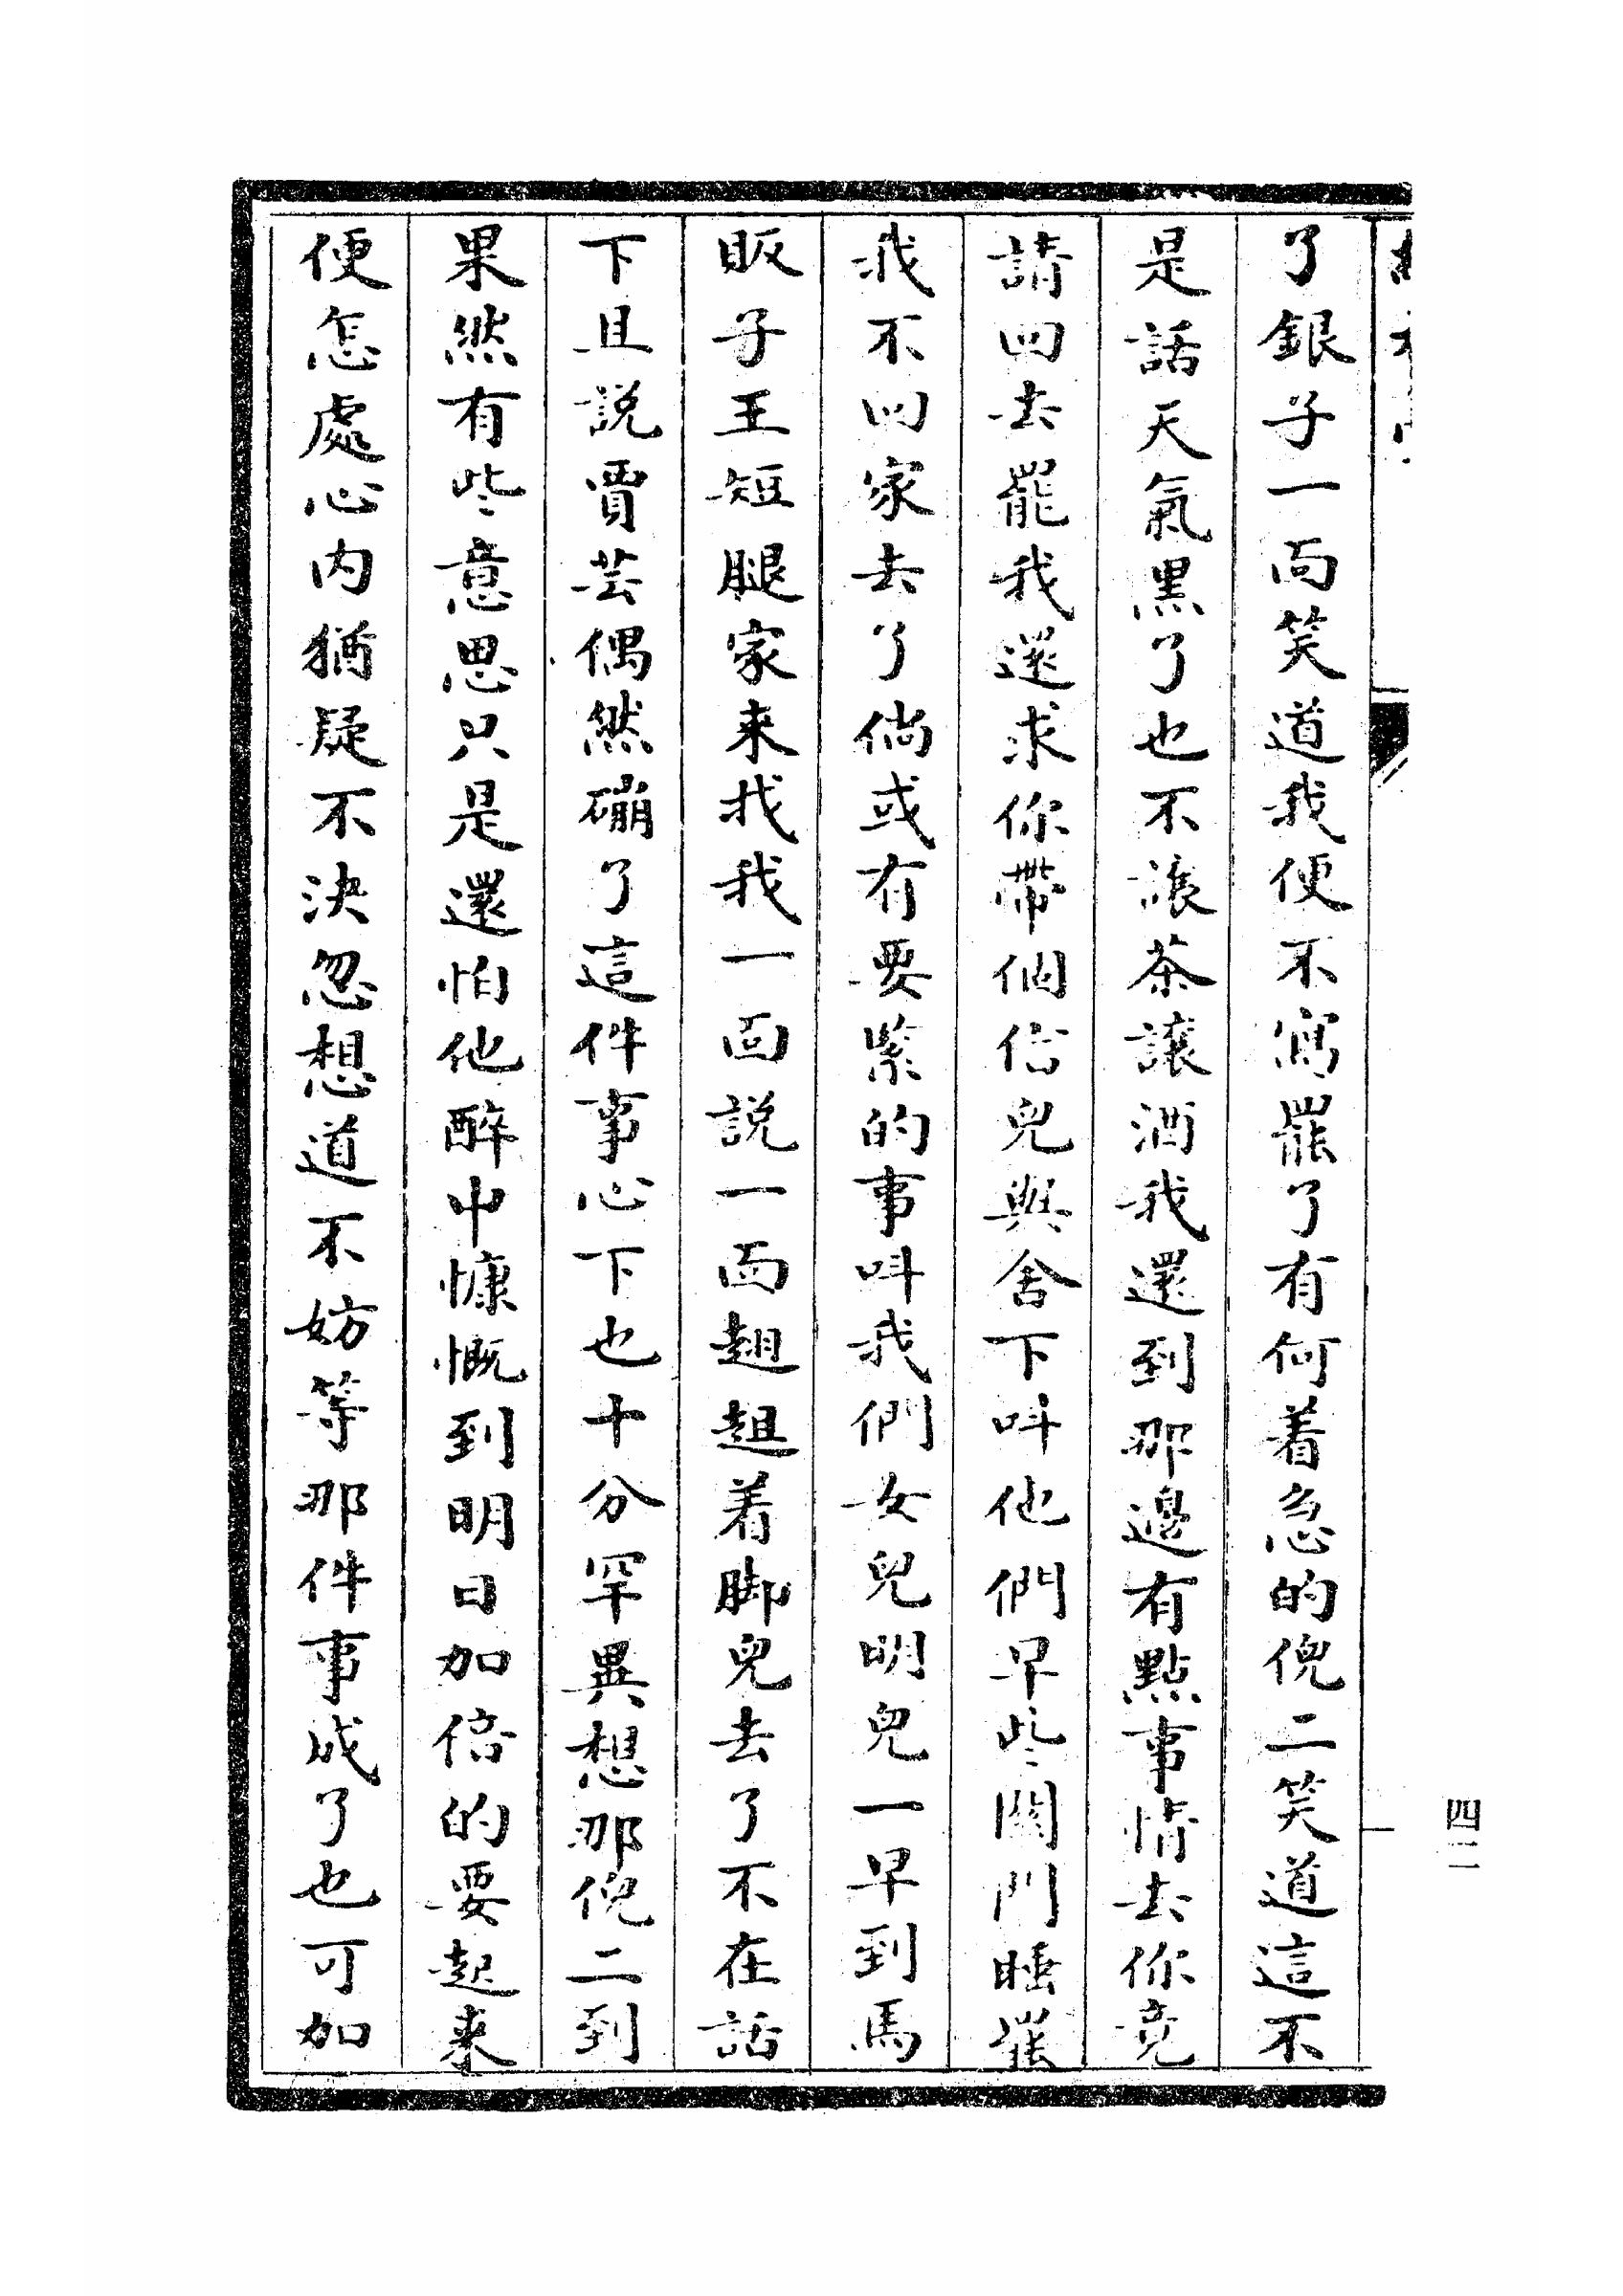 了銀子一面笑道我便不寫罷了有何着急的倪二笑道這不
是話天氣黑了也不讓茶讓酒我還到那邊有點事情去你竟
請回去罷我還求你帶個信兒與舍下叫他們早些關門睡罷
我不回家去了倘或有要緊的事叫我們女兒明兒一早到馬
販子王短腿家来找我一面説一面趔趄着脚兒去了不在話
下且説賈芸偶然碰了這件事心下也十分罕異想那倪二到
果然有些意思只是還怕他醉中慷慨到明日加倍的要起来
便怎處心内猶疑不決忽想道不妨等那件事成了也可加
四二